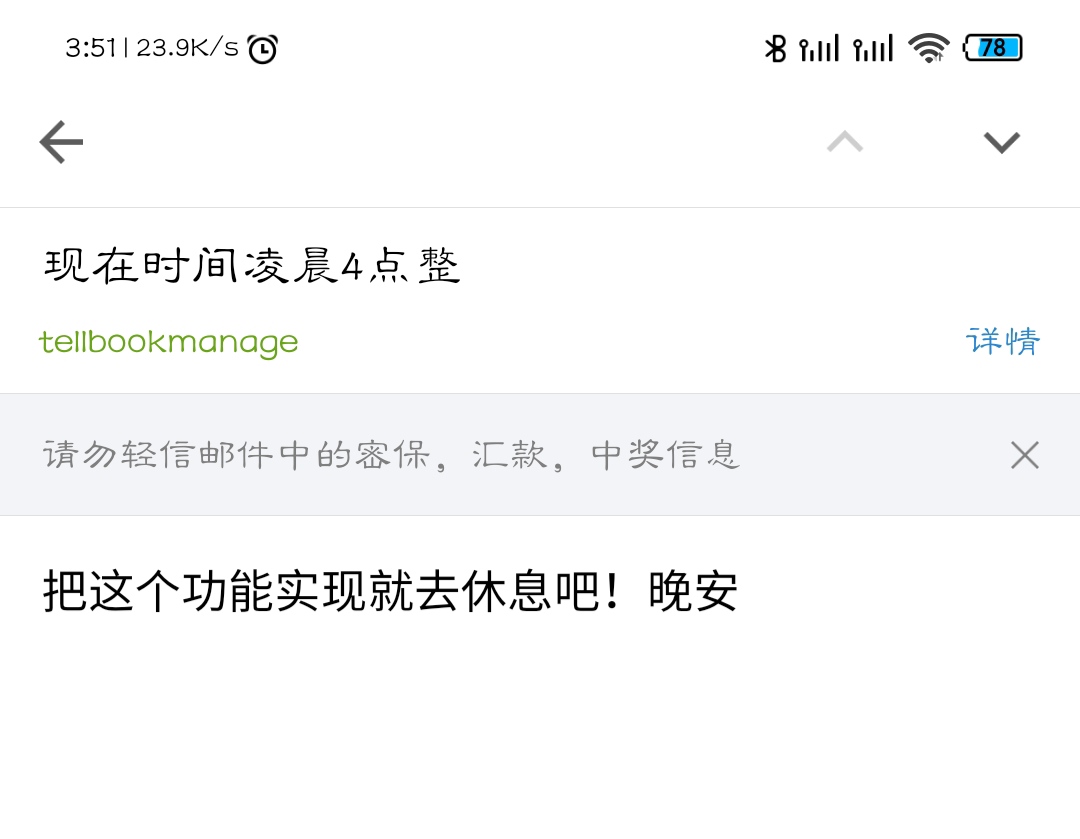 3:51 | 23.9K/s
78
现在时间凌晨4点整
tellbookmanage
详情
请勿轻信邮件中的密保，汇款，中奖信息
把这个功能实现就去休息吧！晚安